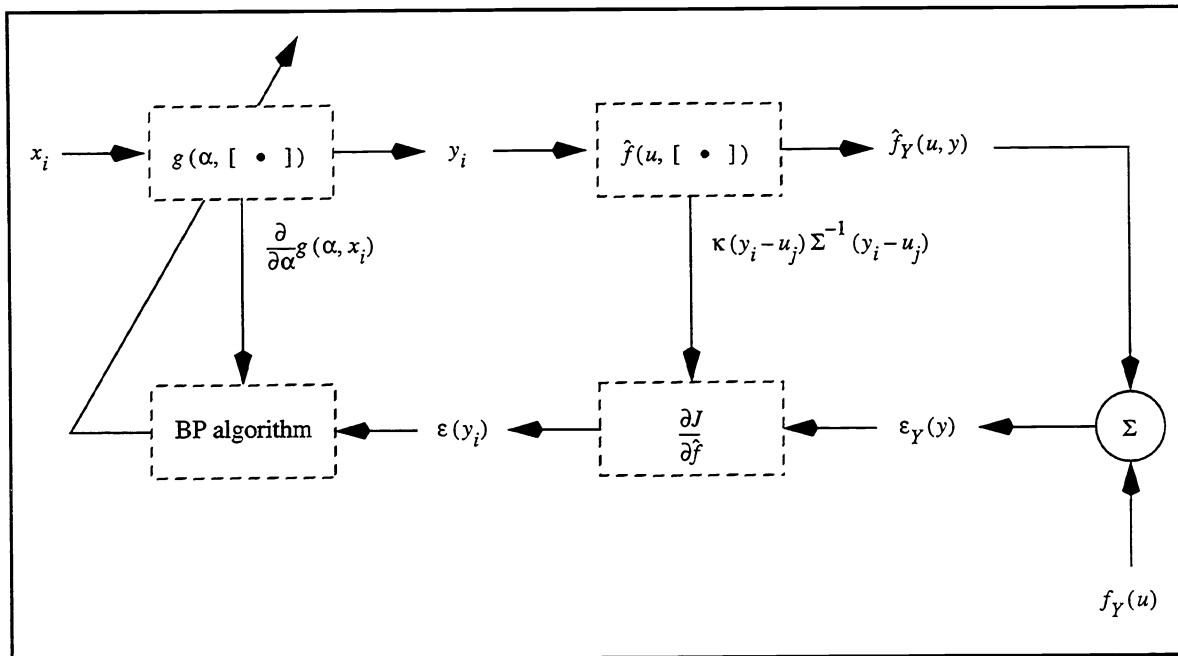 x_i
g(α, [ • ])
y_i
f̂(u, [ • ])
f̂_Y(u, y)
∂/∂α g(α, x_i)
κ(y_i − u_j) Σ^−1 (y_i − u_j)
BP algorithm
ε(y_i)
∂J/∂f̂
ε_Y(y)
Σ
f_Y(u)